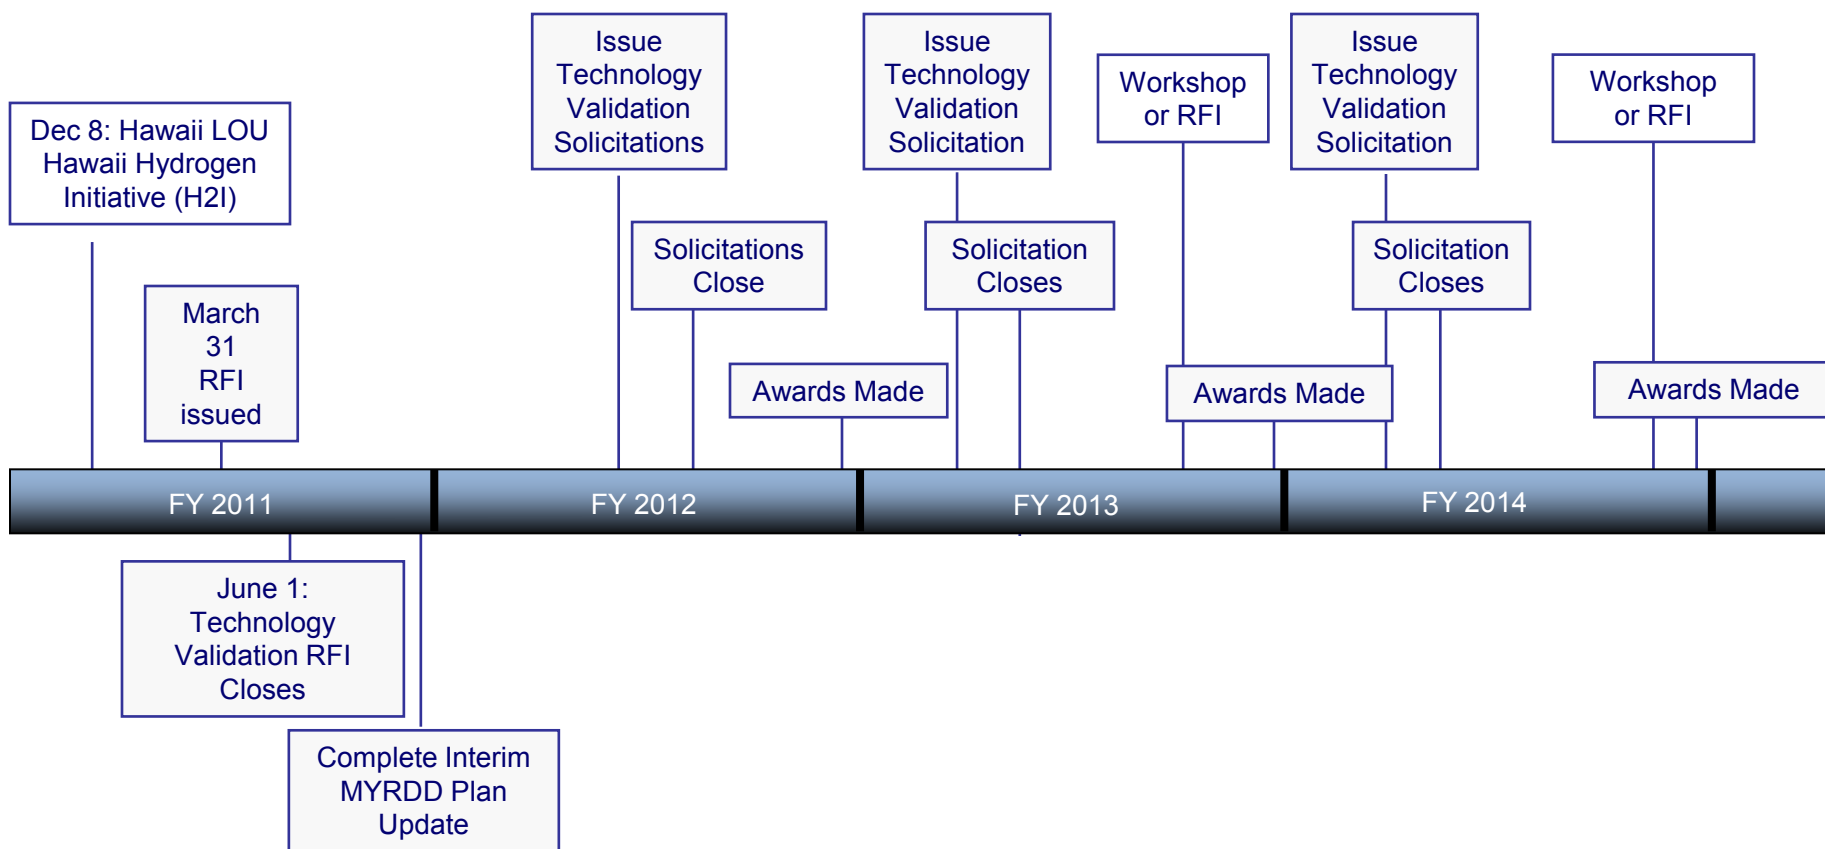 Issue
Technology
Validation
Solicitations
Issue
Technology
Validation
Solicitation
Issue
Technology
Validation
Solicitation
Workshop
or RFI
Workshop
or RFI
Dec 8: Hawaii LOU
Hawaii Hydrogen
Initiative (H2I)
Solicitations
Close
Solicitation
Closes
Solicitation
Closes
March
31
RFI
issued
Awards Made
Awards Made
Awards Made
FY 2011
FY 2012
FY 2013
FY 2014
June 1:
Technology
Validation RFI
Closes
Complete Interim
MYRDD Plan
Update